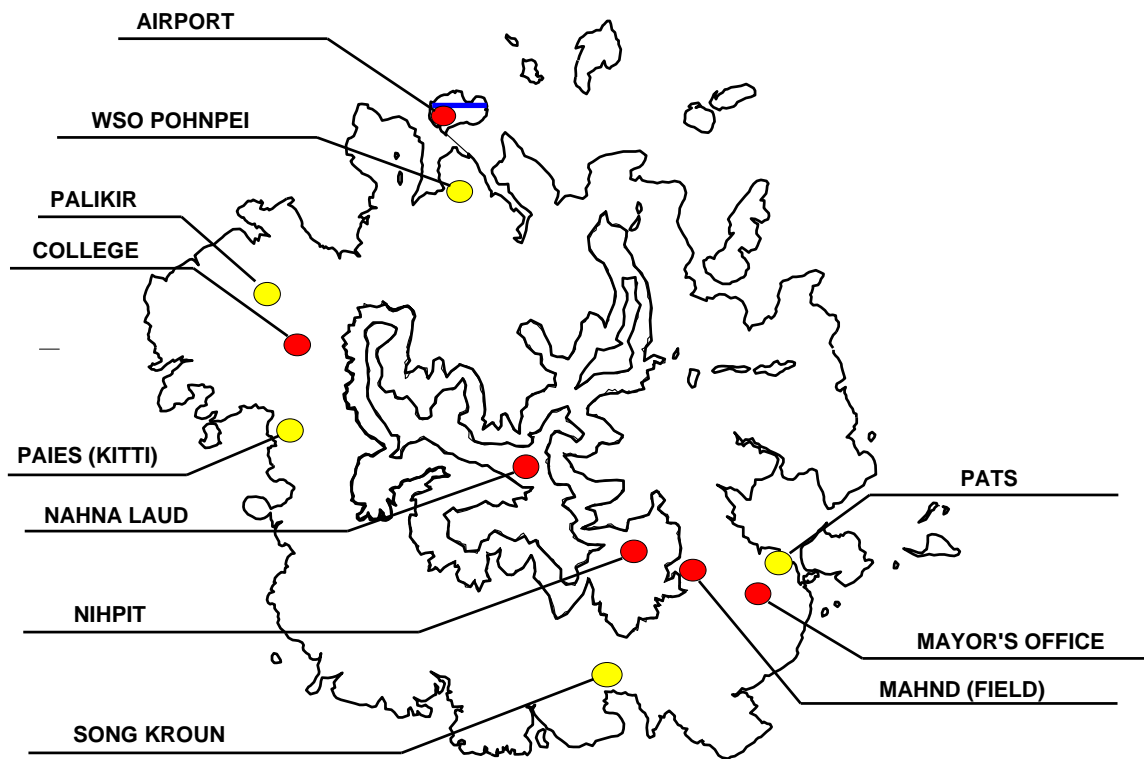 AIRPORT
WSO POHNPEI
PALIKIR
COLLEGE
PAIES (KITTI)
PATS
NAHNA LAUD
NIHPIT
MAYOR'S OFFICE
MAHND (FIELD)
SONG KROUN